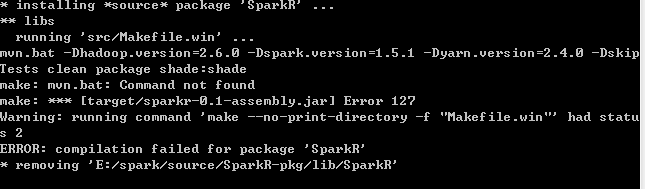 * installing *source* package 'SparkR' ...
** libs
running 'src/Makefile.win' ...
mvn.bat -Dhadoop.version=2.6.0 -Dspark.version=1.5.1 -Dyarn.version=2.4.0 -Dskip
Tests clean package shade:shade
make: mvn.bat: Command not found
make: *** [target/sparkr-0.1-assembly.jar] Error 127
Warning: running command 'make --no-print-directory -f "Makefile.win"' had statu
s 2
ERROR: compilation failed for package 'SparkR'
* removing 'E:/spark/source/SparkR-pkg/lib/SparkR'